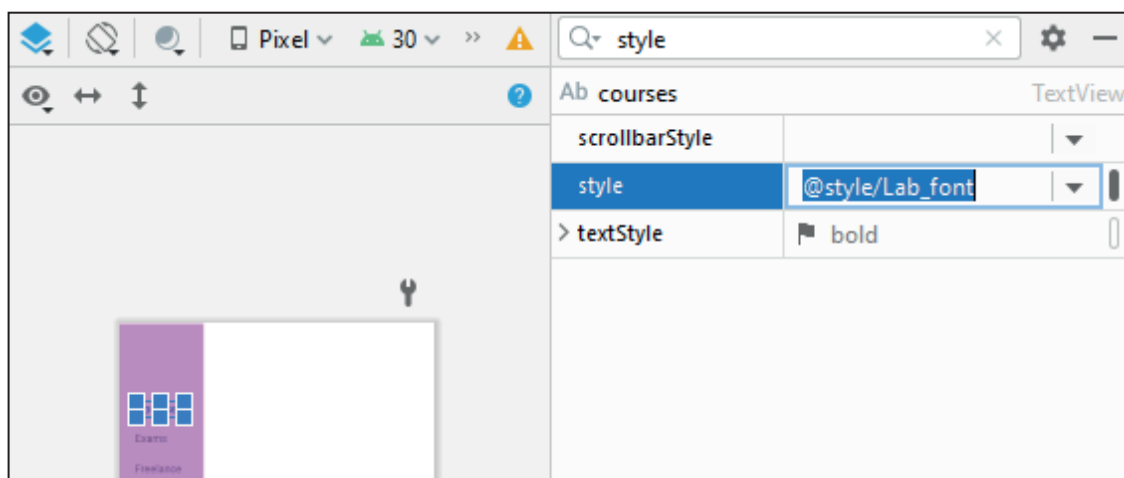 Pixel 30 style
Ab courses TextView
scrollbarStyle
style @style/Lab_font
textStyle bold
Exams
Freelance